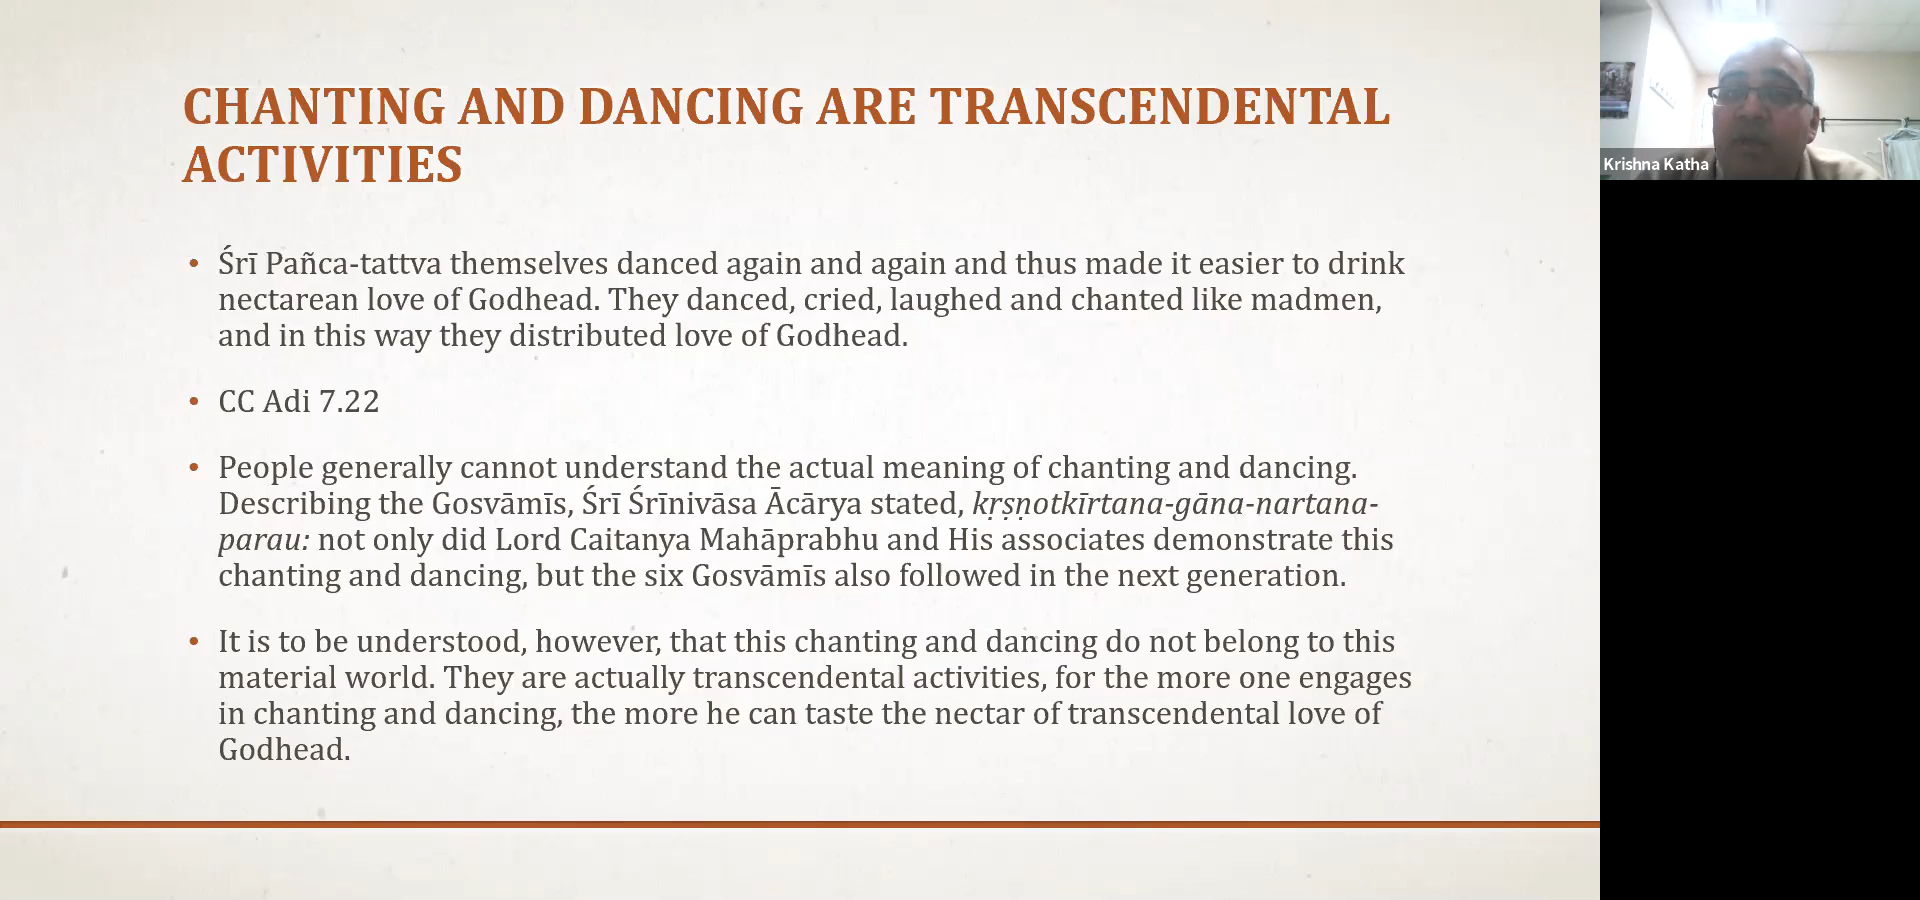 CHANTING AND DANCING ARE TRANSCENDENTAL
ACTIVITIES
• Śrī Pañca-tattva themselves danced again and again and thus made it easier to drink
nectarean love of Godhead. They danced, cried, laughed and chanted like madmen,
and in this way they distributed love of Godhead.
• CC Adi 7.22
• People generally cannot understand the actual meaning of chanting and dancing.
Describing the Gosvāmīs, Śrī Śrīnivāsa Ācārya stated, kṛṣṇotkīrtana-gāna-nartana-
parau: not only did Lord Caitanya Mahāprabhu and His associates demonstrate this
chanting and dancing, but the six Gosvāmīs also followed in the next generation.
• It is to be understood, however, that this chanting and dancing do not belong to this
material world. They are actually transcendental activities, for the more one engages
in chanting and dancing, the more he can taste the nectar of transcendental love of
Godhead.
Krishna Katha